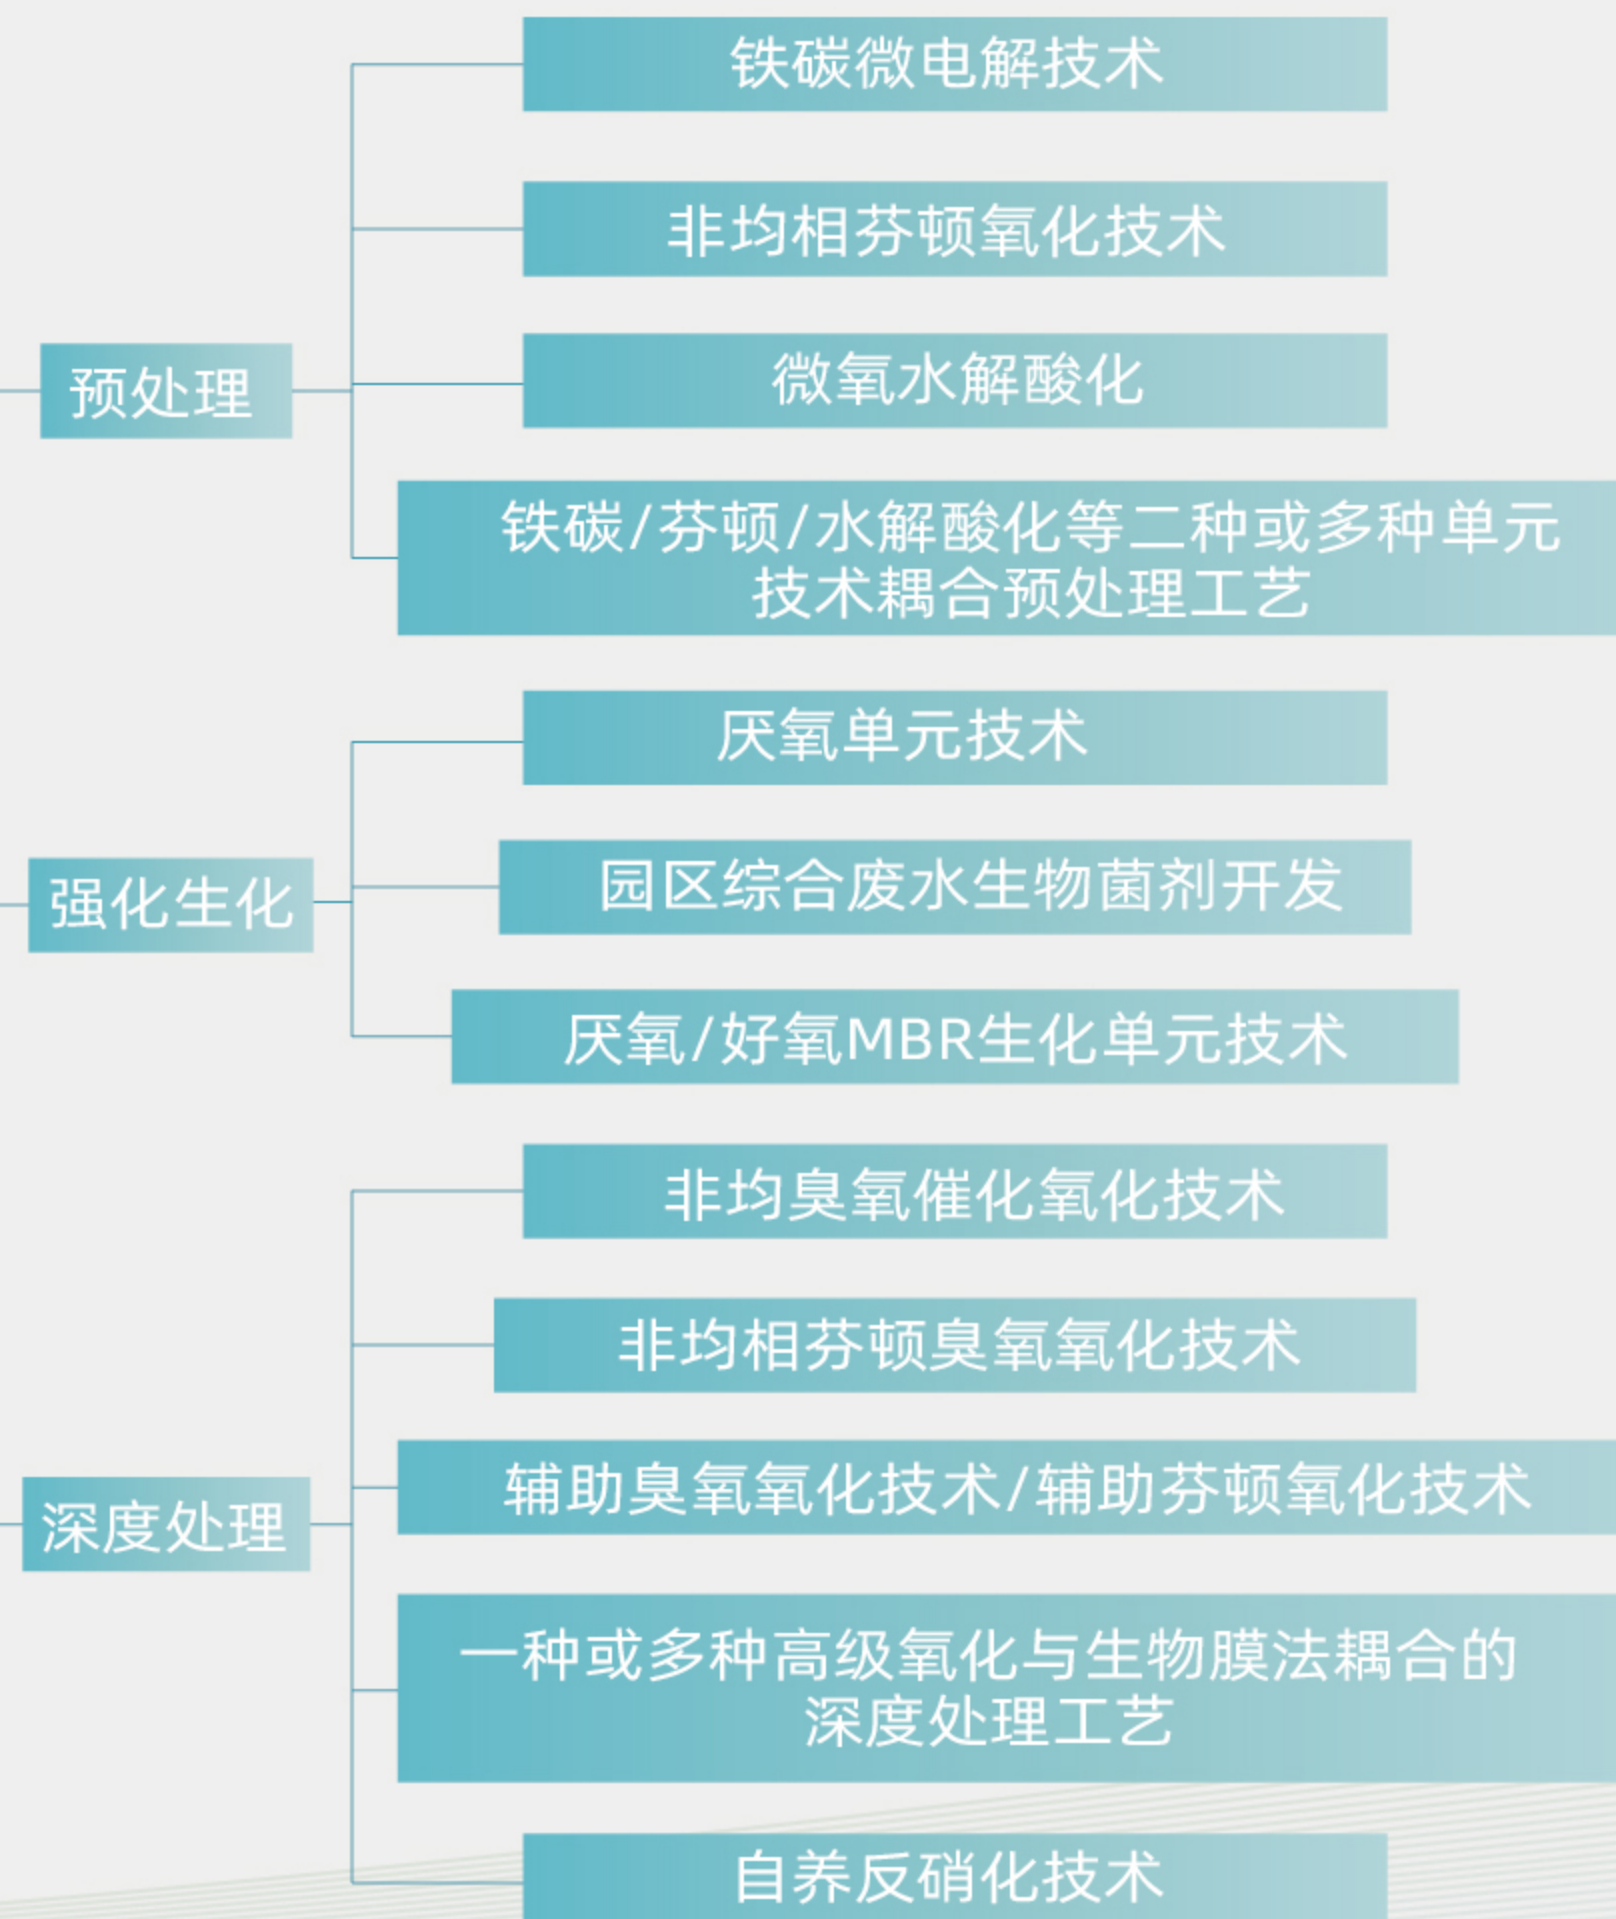 预处理
铁碳微电解技术
非均相芬顿氧化技术
微氧水解酸化
铁碳/芬顿/水解酸化等二种或多种单元
技术耦合预处理工艺
强化生化
厌氧单元技术
园区综合废水生物菌剂开发
厌氧/好氧MBR生化单元技术
深度处理
非均臭氧催化氧化技术
非均相芬顿臭氧氧化技术
辅助臭氧氧化技术/辅助芬顿氧化技术
一种或多种高级氧化与生物膜法耦合的
深度处理工艺
自养反硝化技术